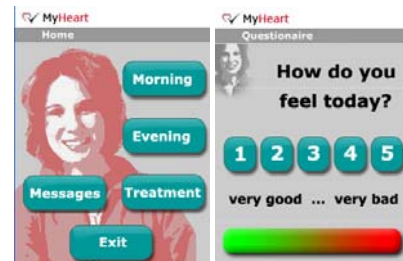 MyHeart
Home
Morning
Evening
Messages
Treatment
Exit
MyHeart
Questionaire
How do you
feel today?
1 2 3 4 5
very good ... very bad